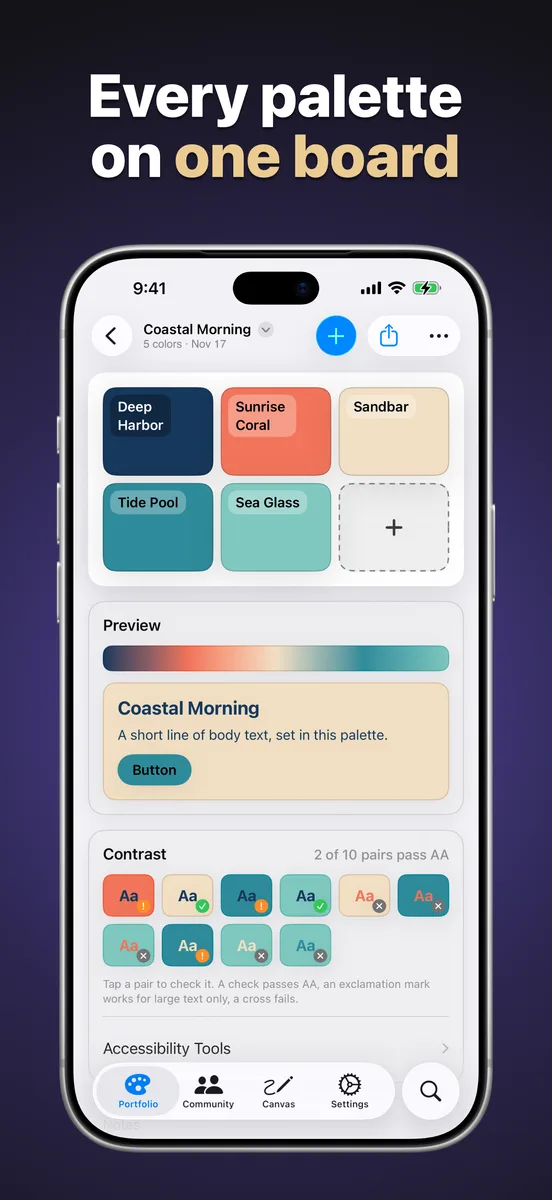 Every palette
on one board
9:41
Coastal Morning
5 colors · Nov 17
Deep
Harbor
Sunrise
Coral
Sandbar
Tide Pool
Sea Glass
+
Preview
Coastal Morning
A short line of body text, set in this palette.
Button
Contrast
2 of 10 pairs pass AA
Aa
Aa
Aa
Aa
Aa
Aa
Aa
Aa
Aa
Aa
Tap a pair to check it. A check passes AA, an exclamation mark
works for large text only, a cross fails.
Accessibility Tools
Portfolio
Community
Canvas
Settings
Notes